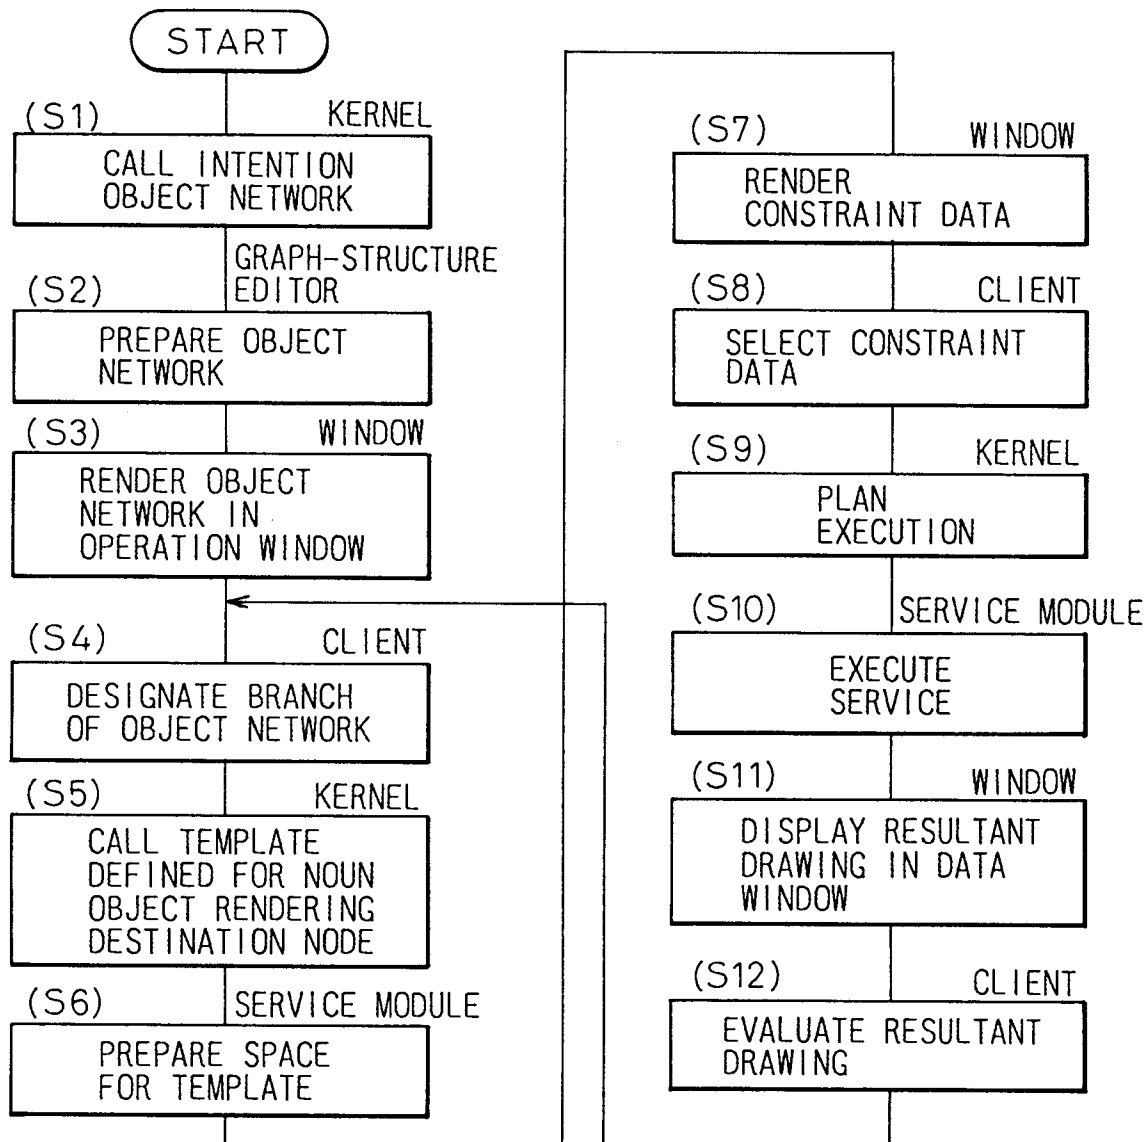 START
(S1) KERNEL
CALL INTENTION
OBJECT NETWORK
GRAPH-STRUCTURE
(S2) EDITOR
PREPARE OBJECT
NETWORK
(S3) WINDOW
RENDER OBJECT
NETWORK IN
OPERATION WINDOW
(S4) CLIENT
DESIGNATE BRANCH
OF OBJECT NETWORK
(S5) KERNEL
CALL TEMPLATE
DEFINED FOR NOUN
OBJECT RENDERING
DESTINATION NODE
(S6) SERVICE MODULE
PREPARE SPACE
FOR TEMPLATE
(S7) WINDOW
RENDER
CONSTRAINT DATA
(S8) CLIENT
SELECT CONSTRAINT
DATA
(S9) KERNEL
PLAN
EXECUTION
(S10) SERVICE MODULE
EXECUTE
SERVICE
(S11) WINDOW
DISPLAY RESULTANT
DRAWING IN DATA
WINDOW
(S12) CLIENT
EVALUATE RESULTANT
DRAWING